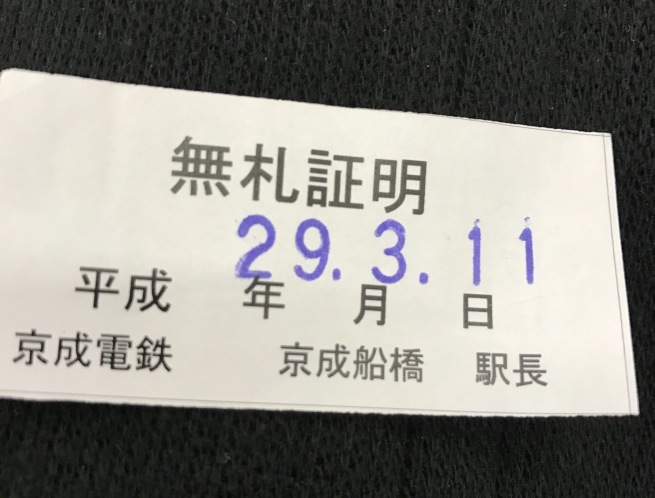 無札証明
29.3.11
平成 年 月 日
京成電鉄 京成船橋 駅長